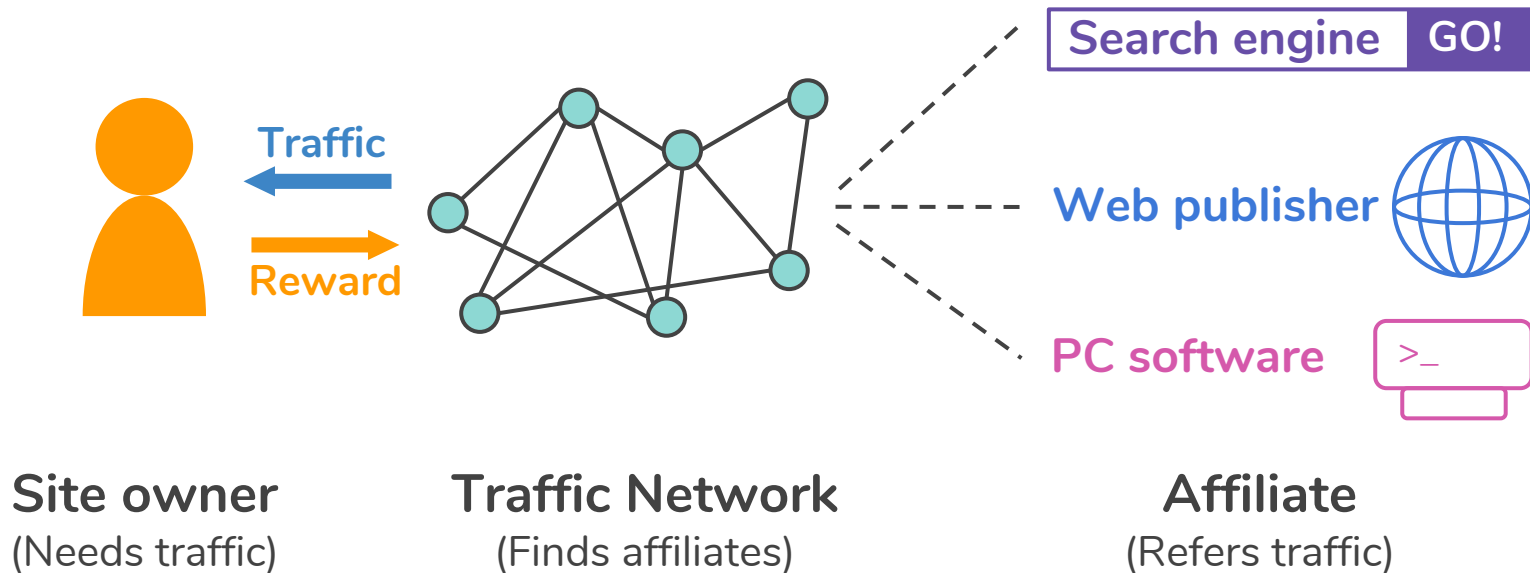 Search engine GO!
Traffic
Reward
Web publisher
PC software
>_
Site owner
(Needs traffic)
Traffic Network
(Finds affiliates)
Affiliate
(Refers traffic)